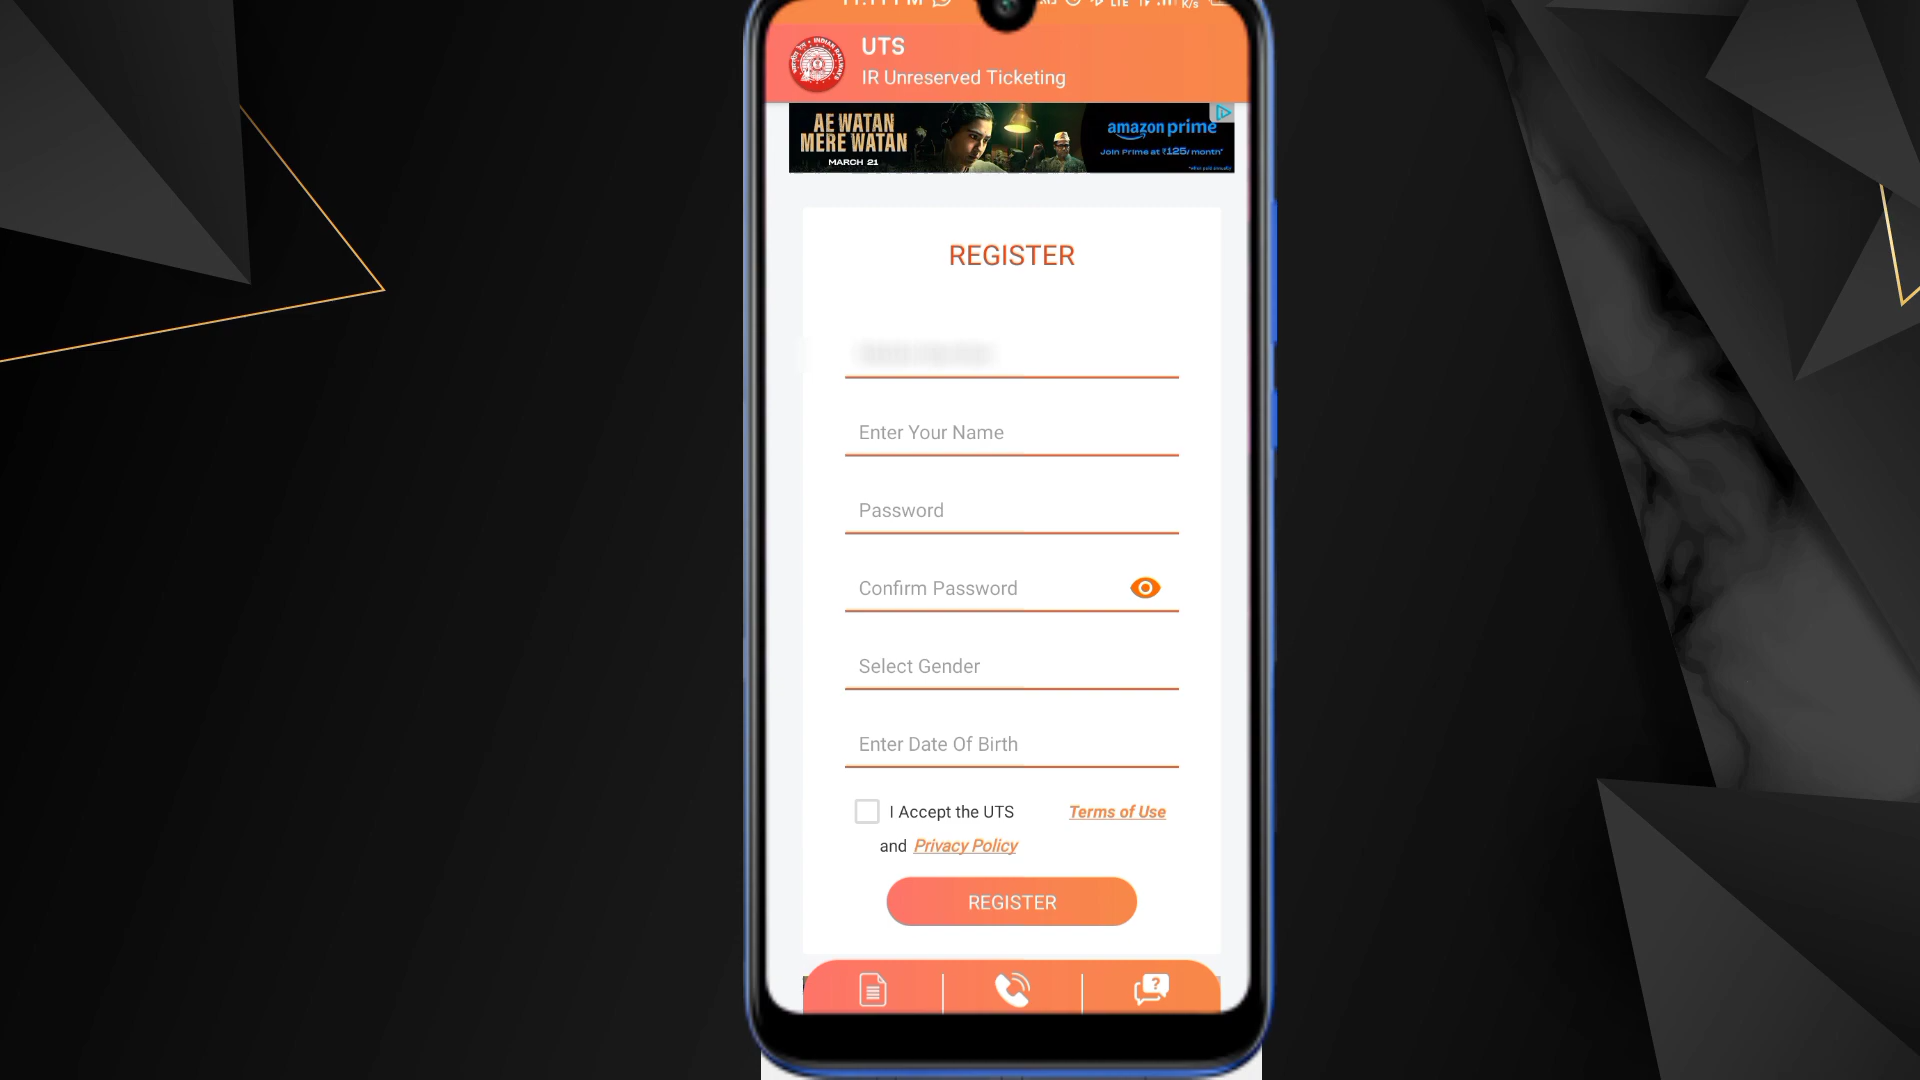 UTS
IR Unreserved Ticketing
AE WATAN
MERE WATAN
MARCH 21
amazon prime
Join Prime at ₹125/month*
REGISTER
Enter Your Name
Password
Confirm Password
Select Gender
Enter Date Of Birth
I Accept the UTS Terms of Use
and Privacy Policy
REGISTER
?